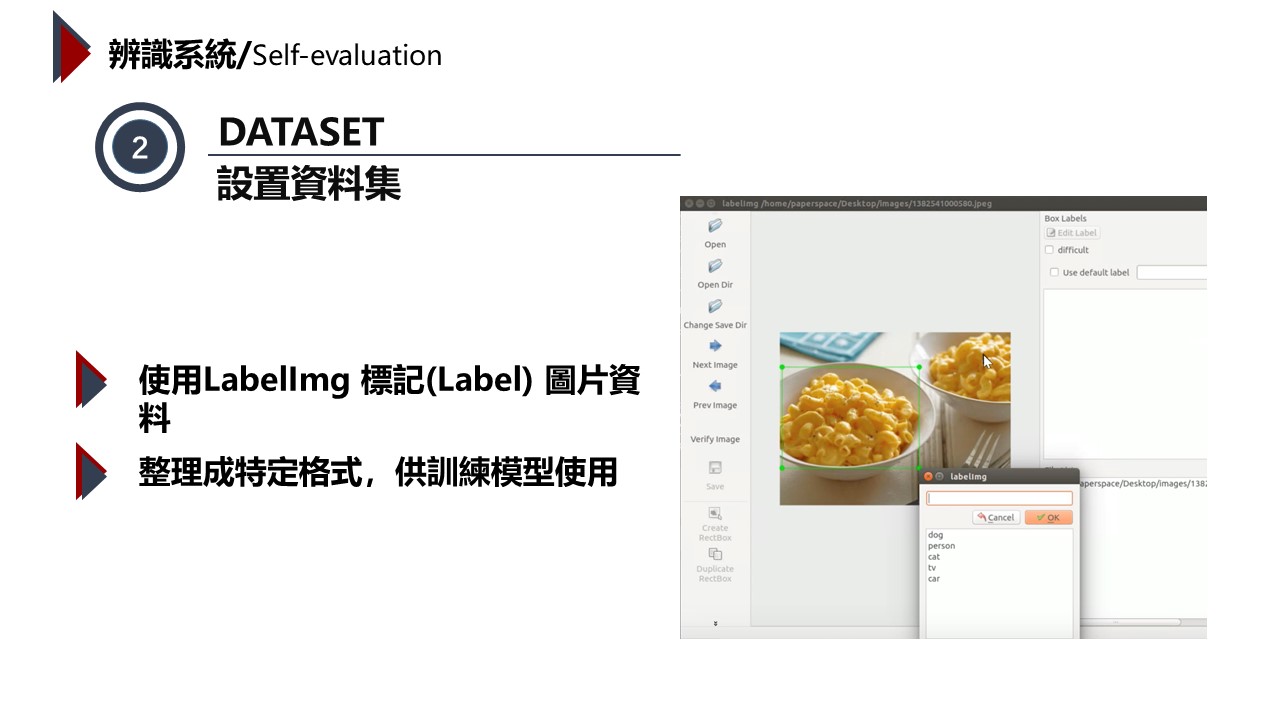 辨識系統/Self-evaluation
2
DATASET
設置資料集
使用LabelImg 標記(Label) 圖片資
料
整理成特定格式，供訓練模型使用
labelImg /home/paperspace/Desktop/images/1382541000580.jpeg
Open
Open Dir
Change Save Dir
Next Image
Prev Image
Verify Image
Save
Create
RectBox
Duplicate
RectBox
Box Labels
Edit Label
difficult
Use default label
aperspace/Desktop/images/138
labelImg
Cancel
OK
dog
person
cat
tv
car